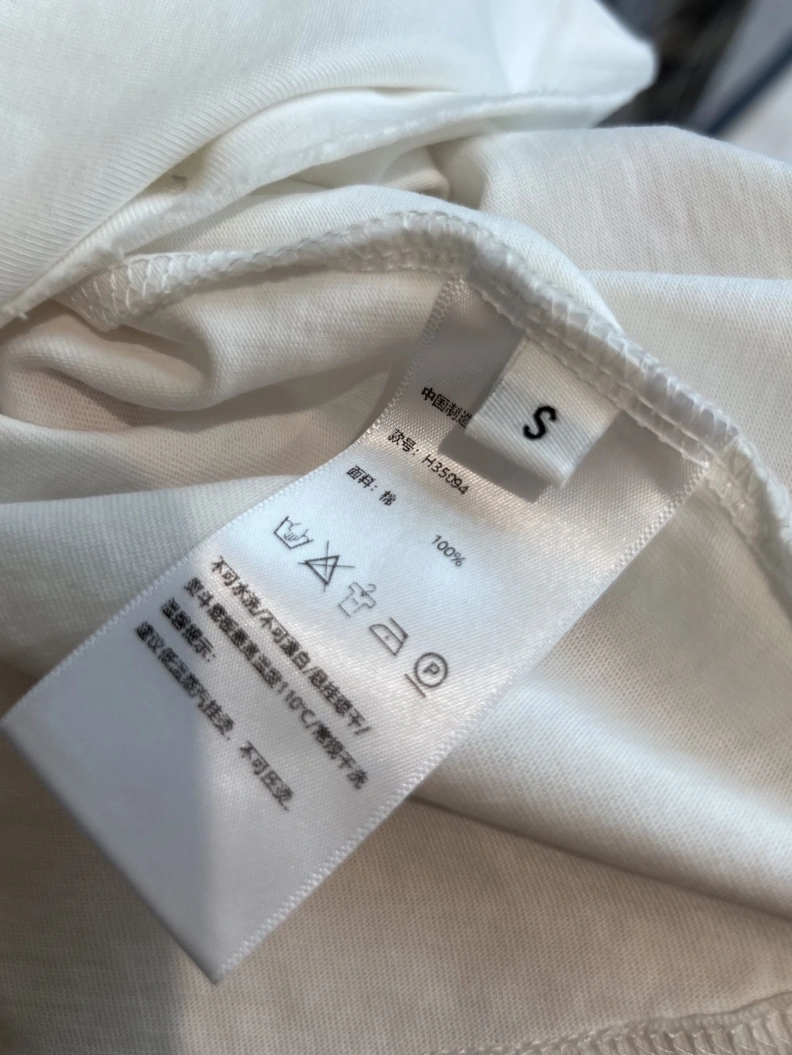 中国制造
S
款号：H35094
面料：棉 100%
P
不可水洗/不可漂白/悬挂晾干/
熨斗底板最高温度110℃/常规干洗
温馨提示：
建议低温蒸汽挂烫，不可压烫.